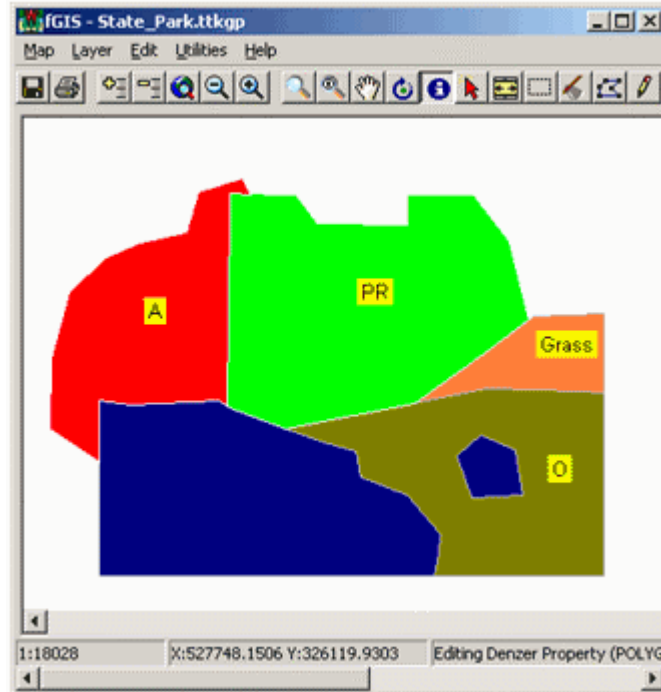 fGIS - State_Park.ttkgp
Map Layer Edit Utilities Help
PR
A
Grass
O
1:18028 X:527748.1506 Y:326119.9303 Editing Denzer Property (POLYG